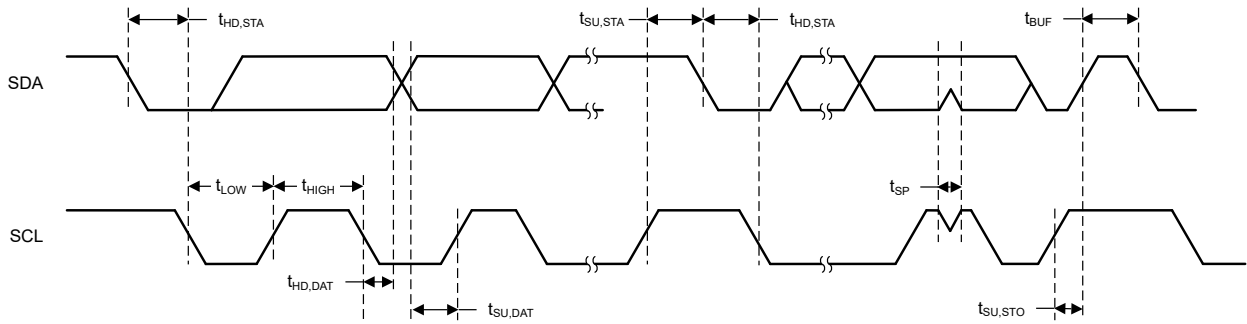 tHD,STA
tSU,STA
tHD,STA
tBUF
SDA
tLOW
tHIGH
tSP
SCL
tHD,DAT
tSU,DAT
tSU,STO